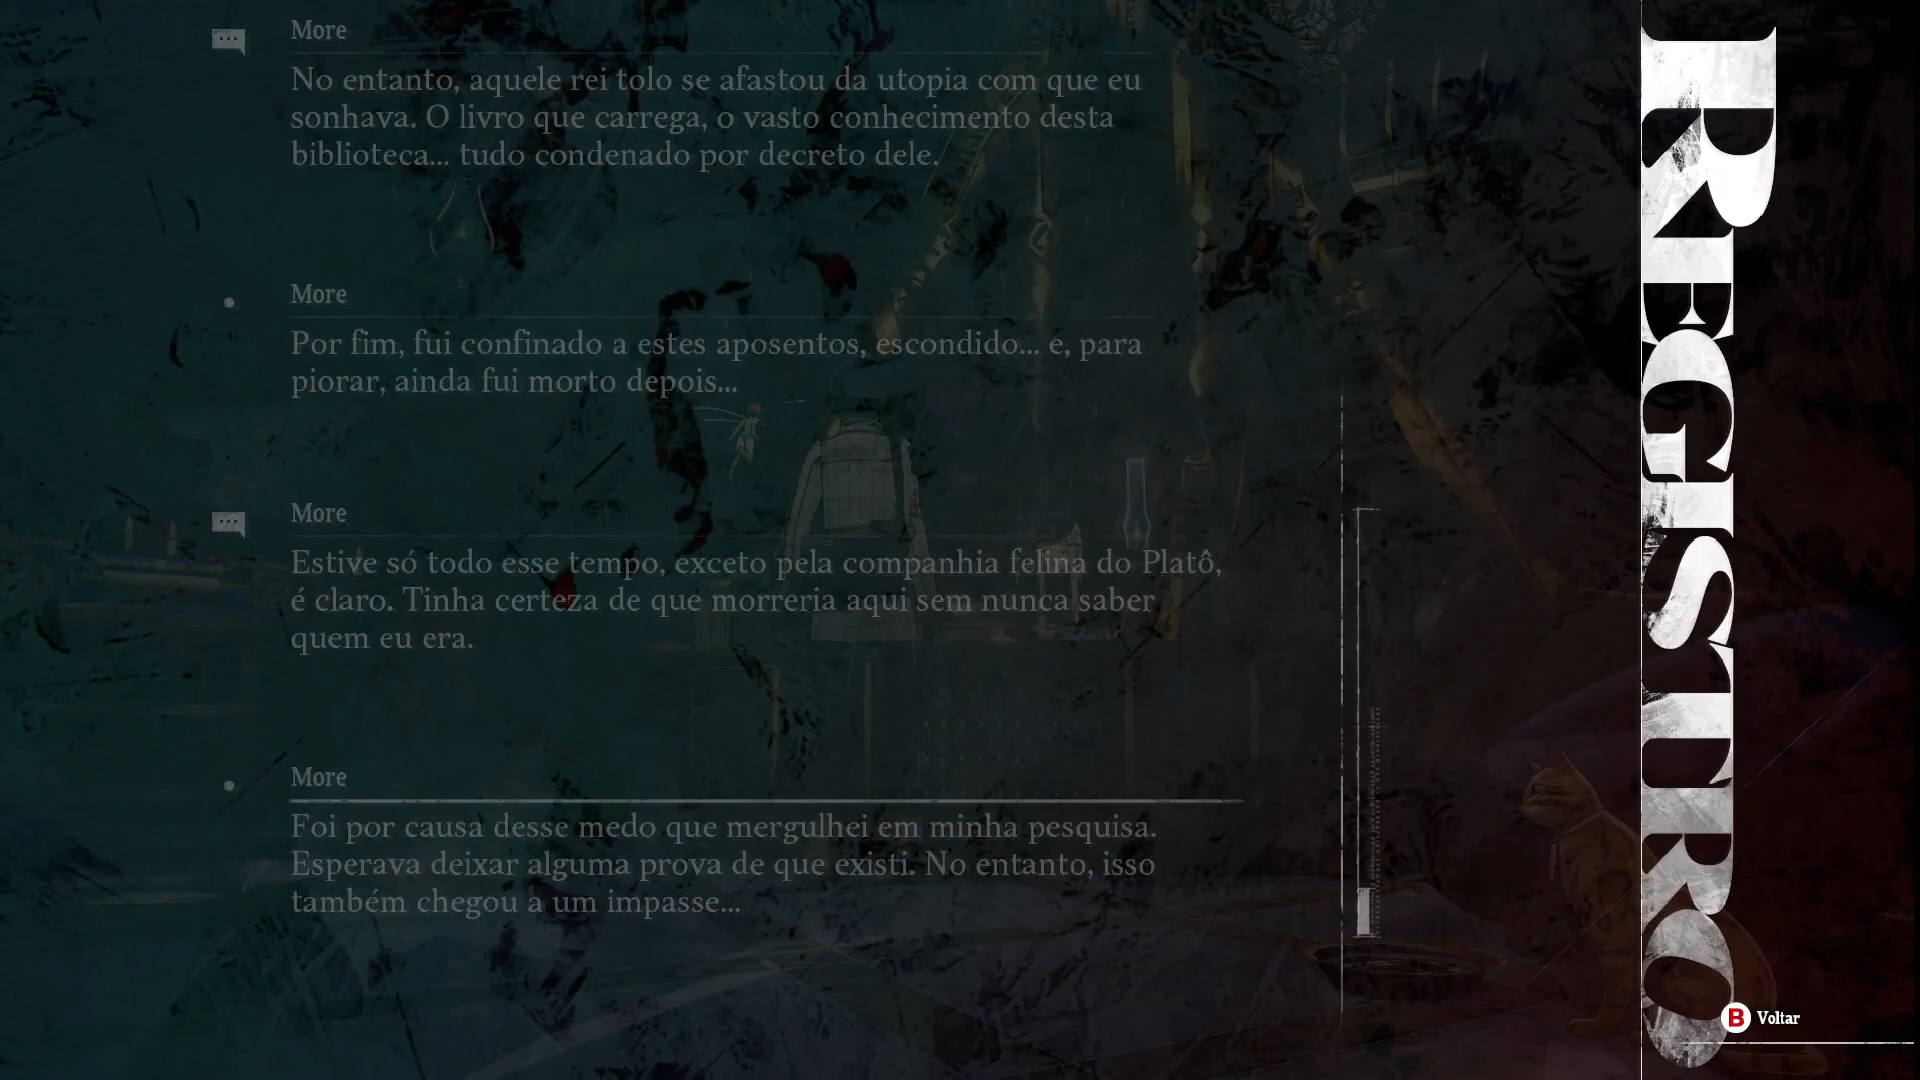 More
No entanto, aquele rei tolo se afastou da utopia com que eu
sonhava. O livro que carrega, o vasto conhecimento desta
biblioteca... tudo condenado por decreto dele.
More
Por fim, fui confinado a estes aposentos, escondido... e, para
piorar, ainda fui morto depois...
More
Estive só todo esse tempo, exceto pela companhia felina do Platô,
é claro. Tinha certeza de que morreria aqui sem nunca saber
quem eu era.
More
Foi por causa desse medo que mergulhei em minha pesquisa.
Esperava deixar alguma prova de que existi. No entanto, isso
também chegou a um impasse...
REGISTRO
B Voltar